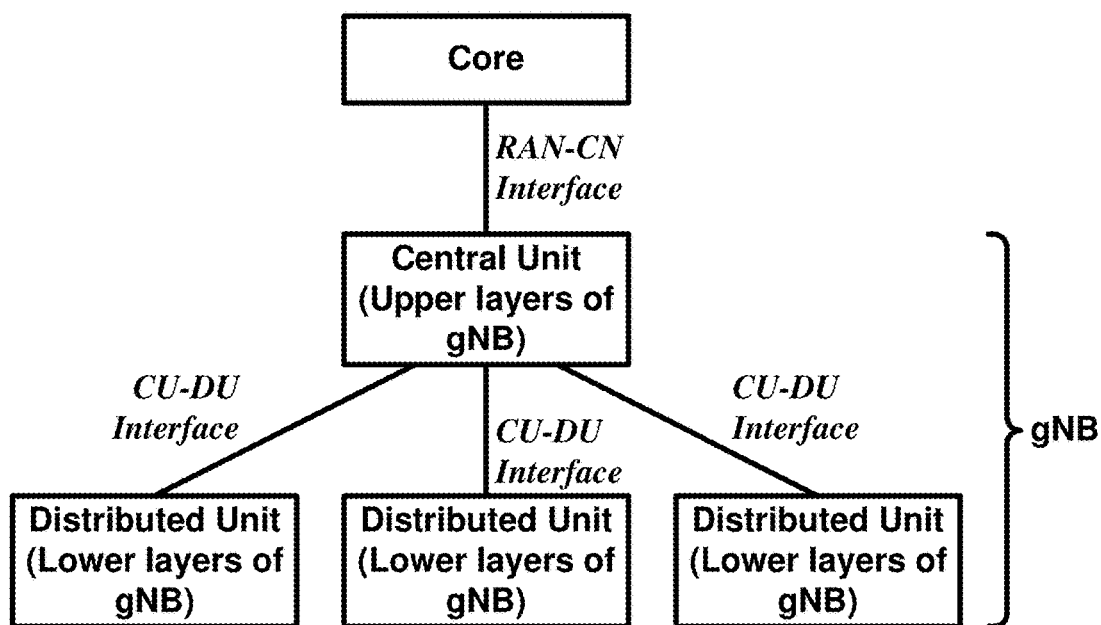 Core
RAN-CN
Interface
Central Unit
(Upper layers of
gNB)
CU-DU
Interface
CU-DU
Interface
CU-DU
Interface
gNB
Distributed Unit
(Lower layers of
gNB)
Distributed Unit
(Lower layers of
gNB)
Distributed Unit
(Lower layers of
gNB)